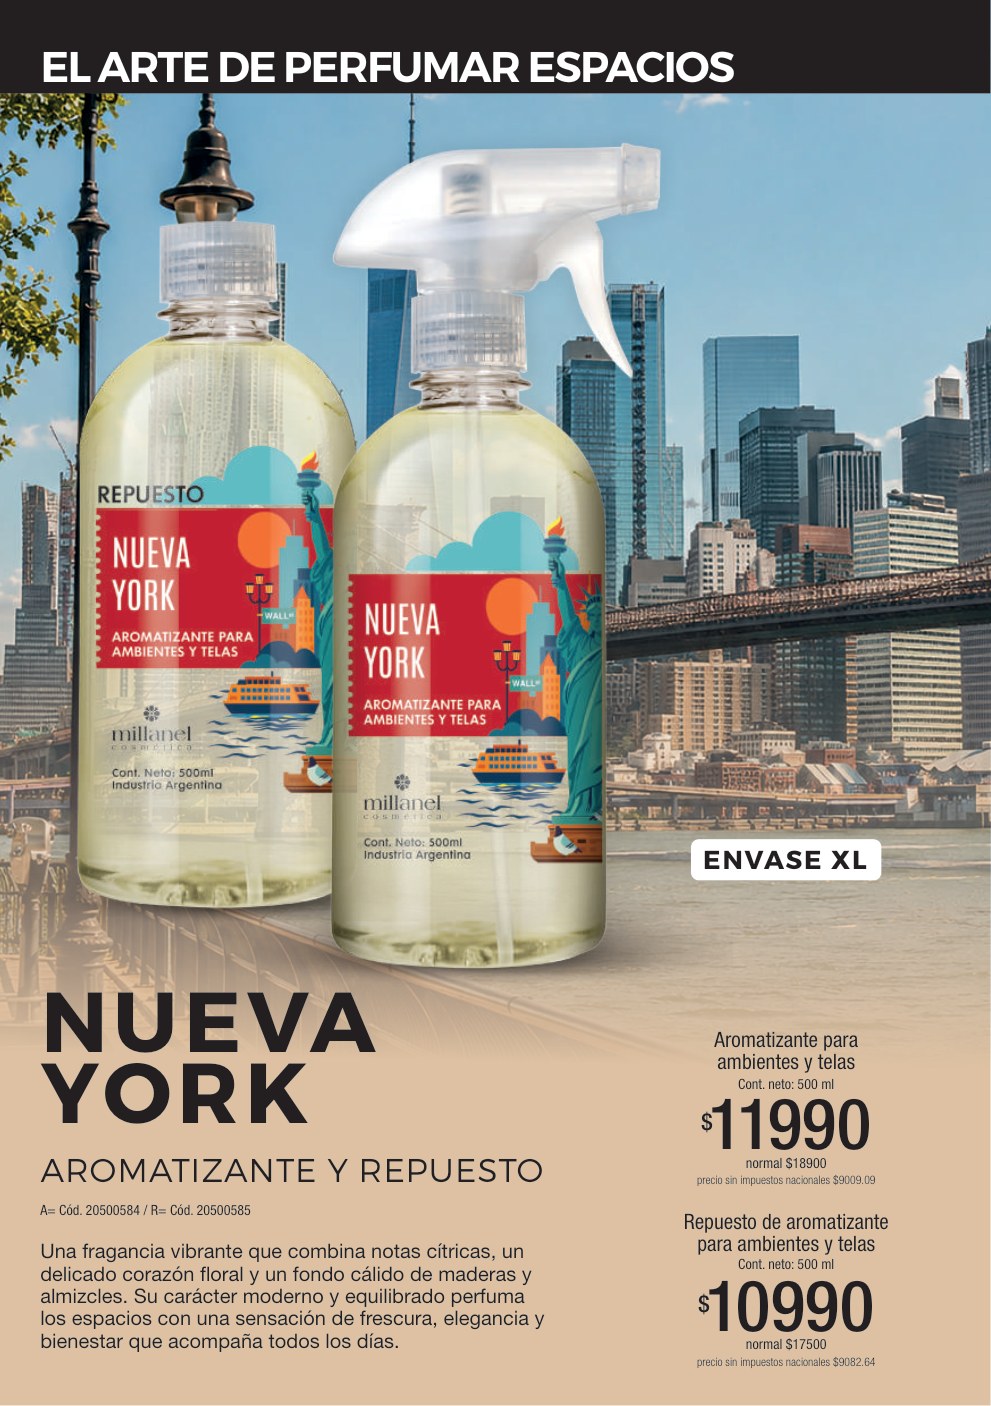 EL ARTE DE PERFUMAR ESPACIOS
REPUESTO
NUEVA
YORK
AROMATIZANTE PARA
AMBIENTES Y TELAS
WALL ST
millanel
cosmética
Cont. Neto: 500ml
Industria Argentina
NUEVA
YORK
AROMATIZANTE PARA
AMBIENTES Y TELAS
WALL ST
millanel
cosmética
Cont. Neto: 500ml
Industria Argentina
ENVASE XL
NUEVA
YORK
AROMATIZANTE Y REPUESTO
A= Cód. 20500584 / R= Cód. 20500585
Una fragancia vibrante que combina notas cítricas, un
delicado corazón floral y un fondo cálido de maderas y
almizcles. Su carácter moderno y equilibrado perfuma
los espacios con una sensación de frescura, elegancia y
bienestar que acompaña todos los días.
Aromatizante para
ambientes y telas
Cont. neto: 500 ml
$11990
normal $18900
precio sin impuestos nacionales $9009.09
Repuesto de aromatizante
para ambientes y telas
Cont. neto: 500 ml
$10990
normal $17500
precio sin impuestos nacionales $9082.64